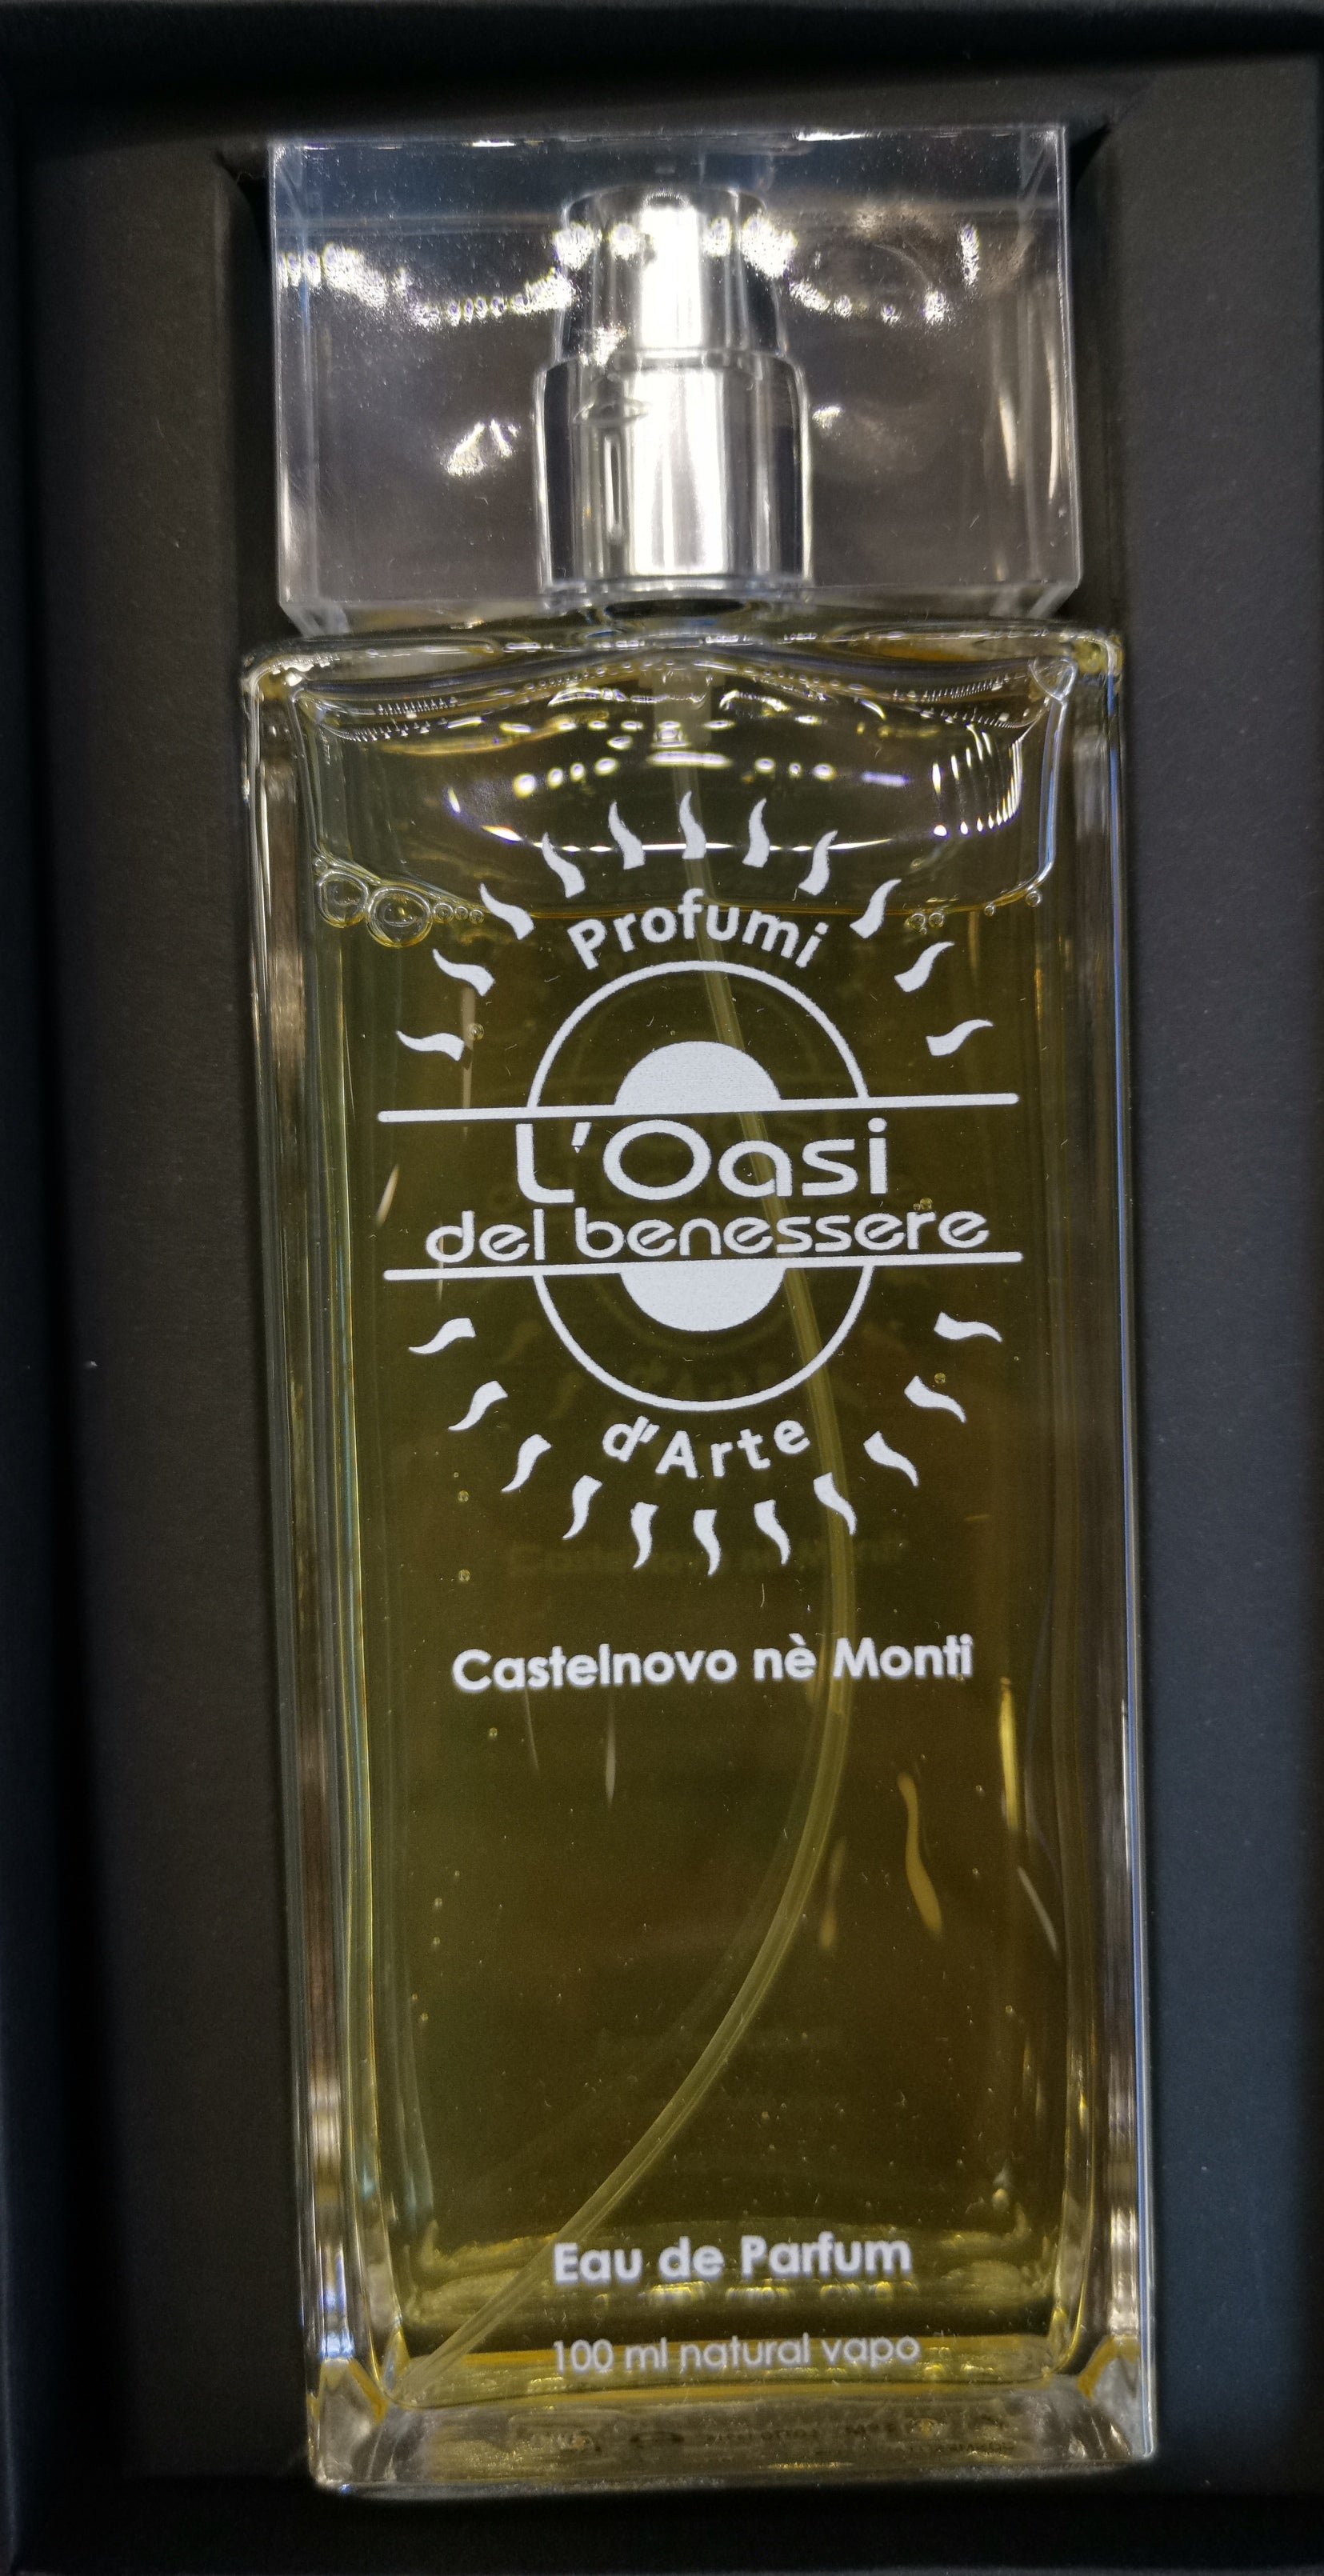 Profumi
L'Oasi
del benessere
d'Arte
Castelnovo nè Monti
Eau de Parfum
100 ml natural vapo